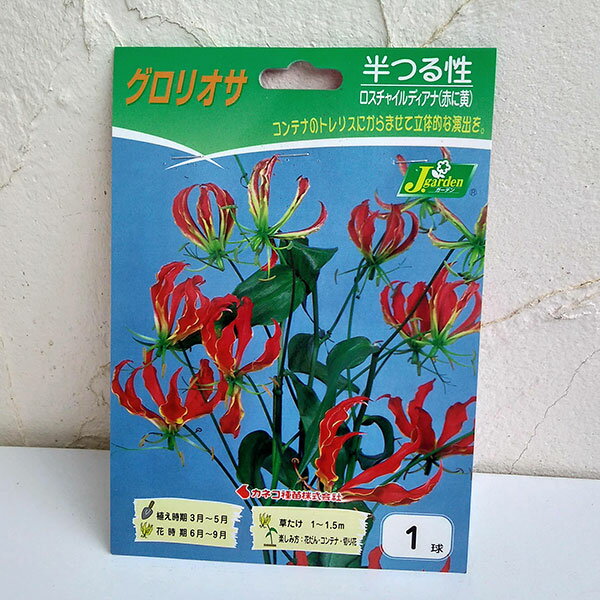 グロリオサ
半つる性
ロスチャイルディアナ(赤に黄)
コンテナのトレリスにからませて立体的な演出を。
J.garden
ガーデン
®
カネコ種苗株式会社
植え時期 3月〜5月
花時期 6月〜9月
草たけ 1〜1.5m
楽しみ方:花だん・コンテナ・切り花
1球